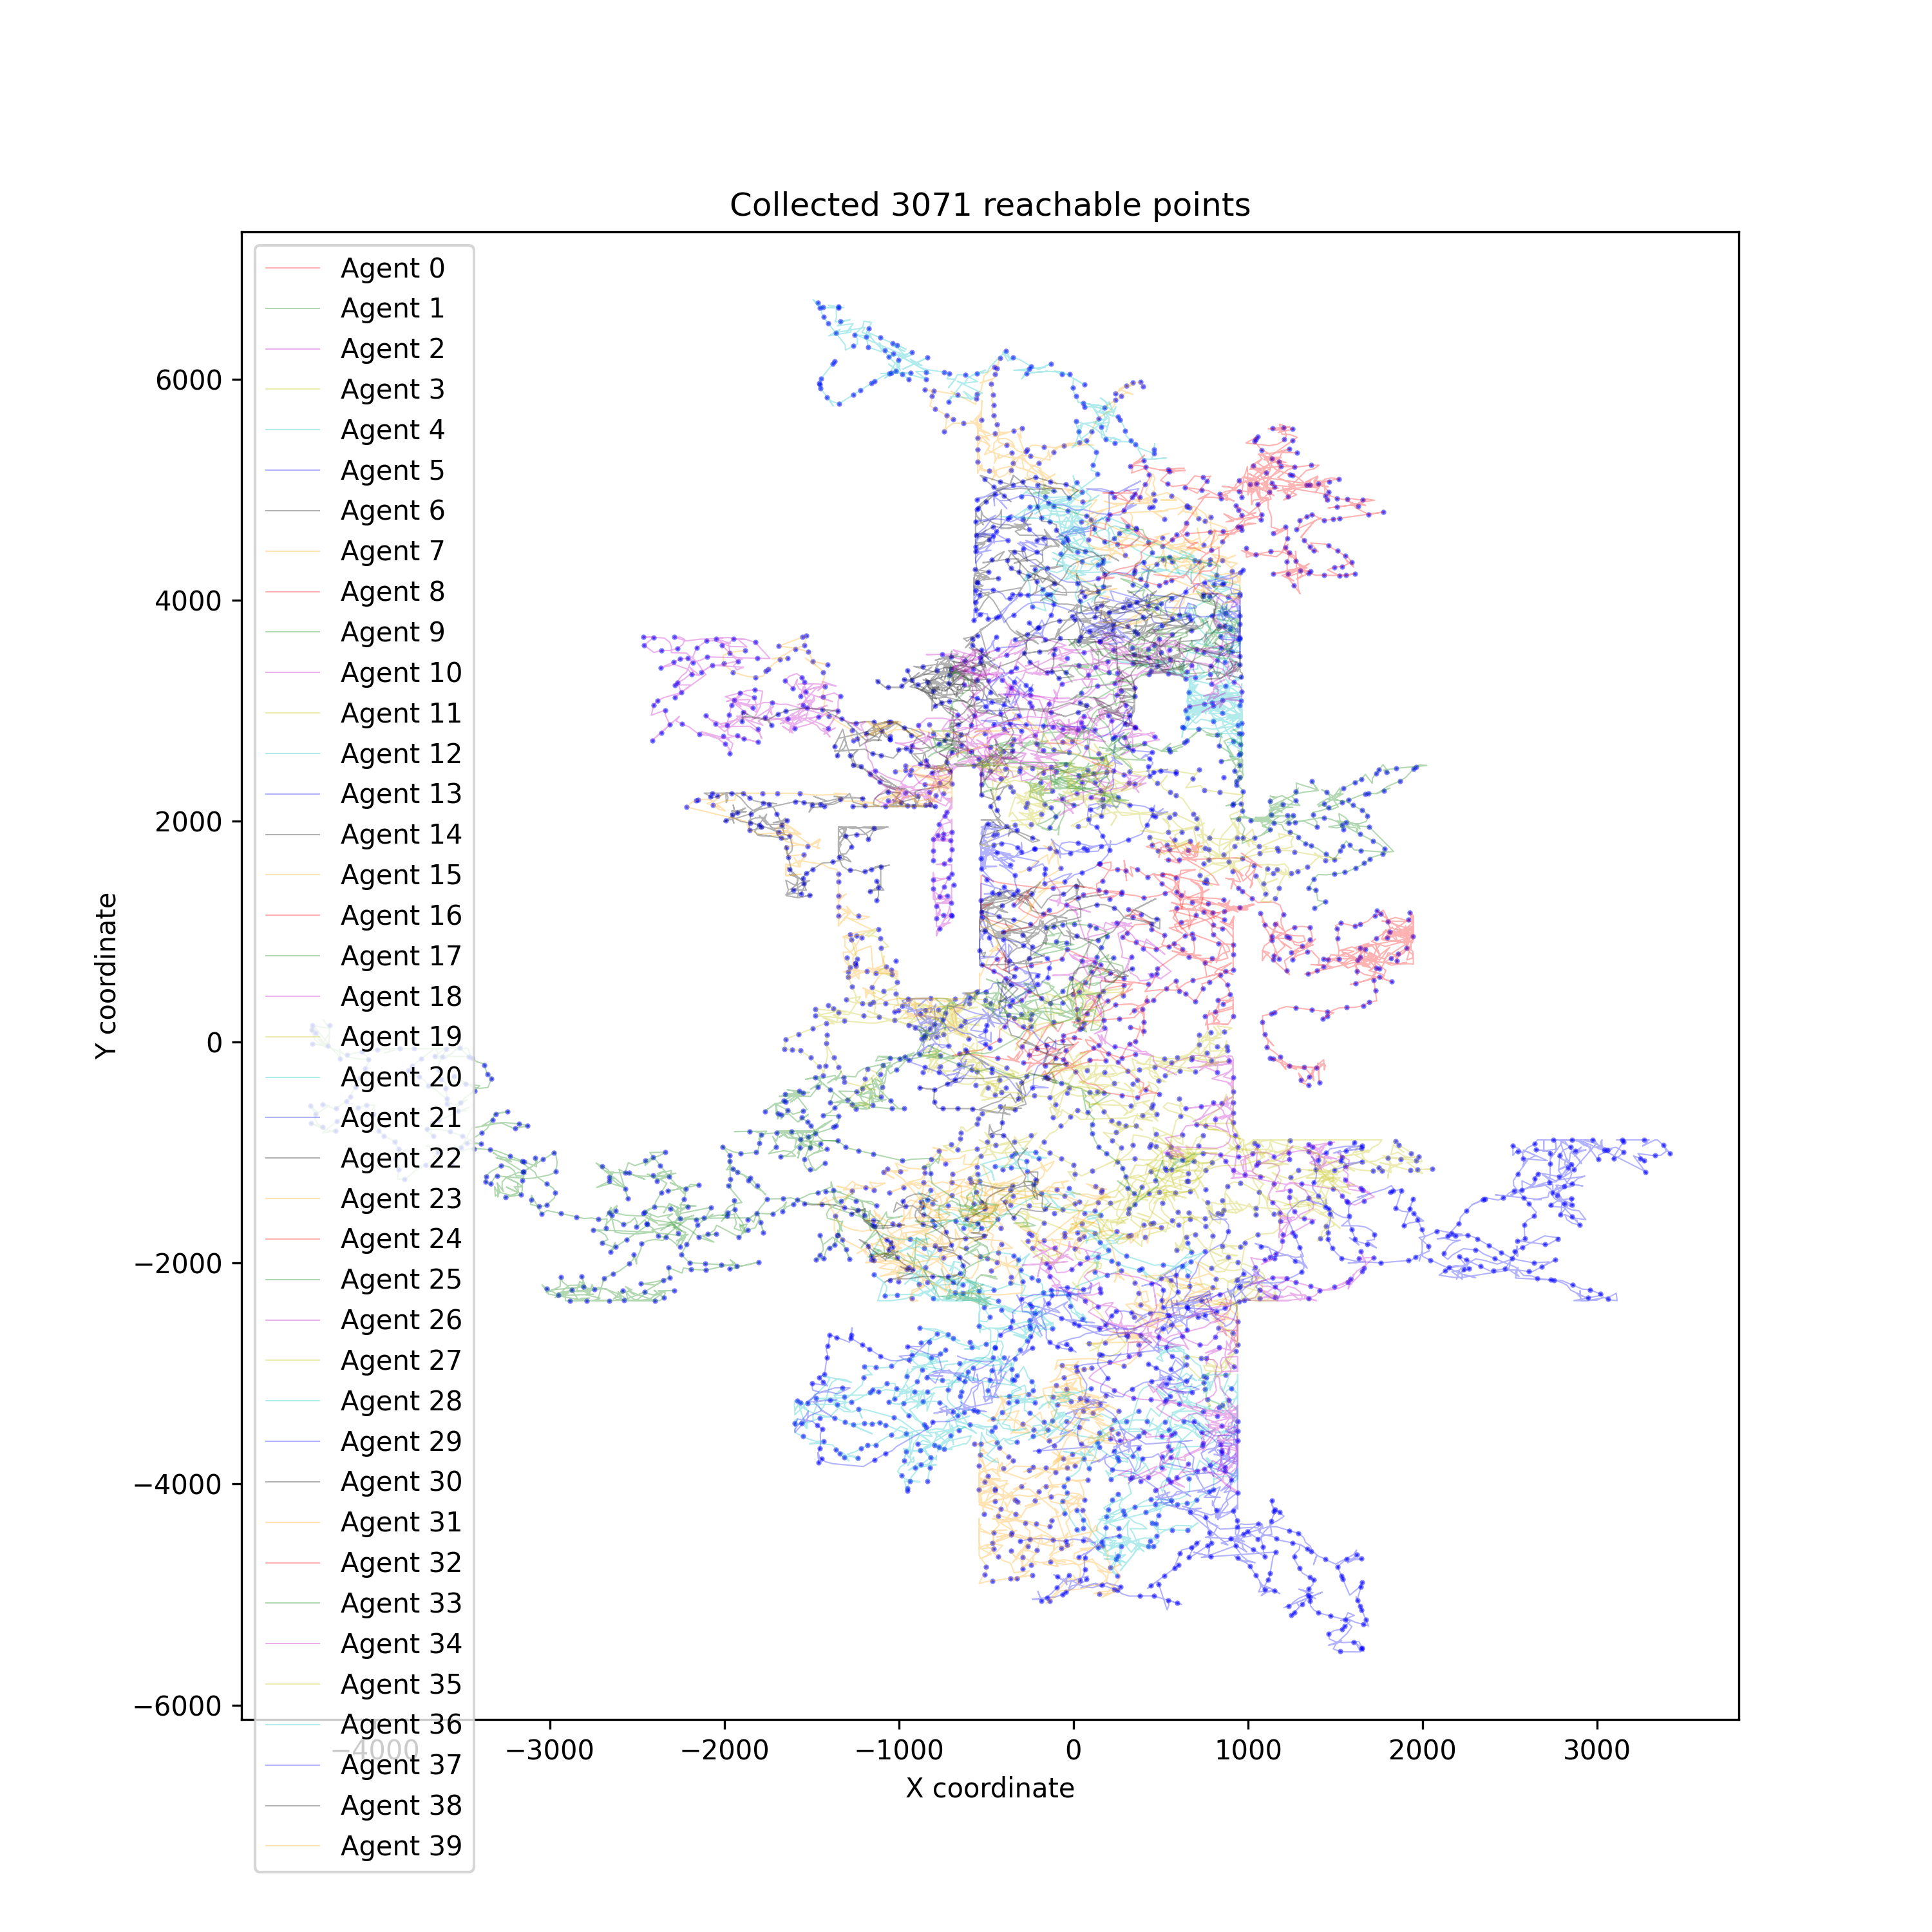 Collected 3071 reachable points
Agent 0
Agent 1
Agent 2
Agent 3
Agent 4
Agent 5
Agent 6
Agent 7
Agent 8
Agent 9
Agent 10
Agent 11
Agent 12
Agent 13
Agent 14
Agent 15
Agent 16
Agent 17
Agent 18
Agent 19
Agent 20
Agent 21
Agent 22
Agent 23
Agent 24
Agent 25
Agent 26
Agent 27
Agent 28
Agent 29
Agent 30
Agent 31
Agent 32
Agent 33
Agent 34
Agent 35
Agent 36
Agent 37
Agent 38
Agent 39
6000
4000
2000
0
−2000
−4000
−6000
Y coordinate
−4000 −3000 −2000 −1000 0 1000 2000 3000
X coordinate